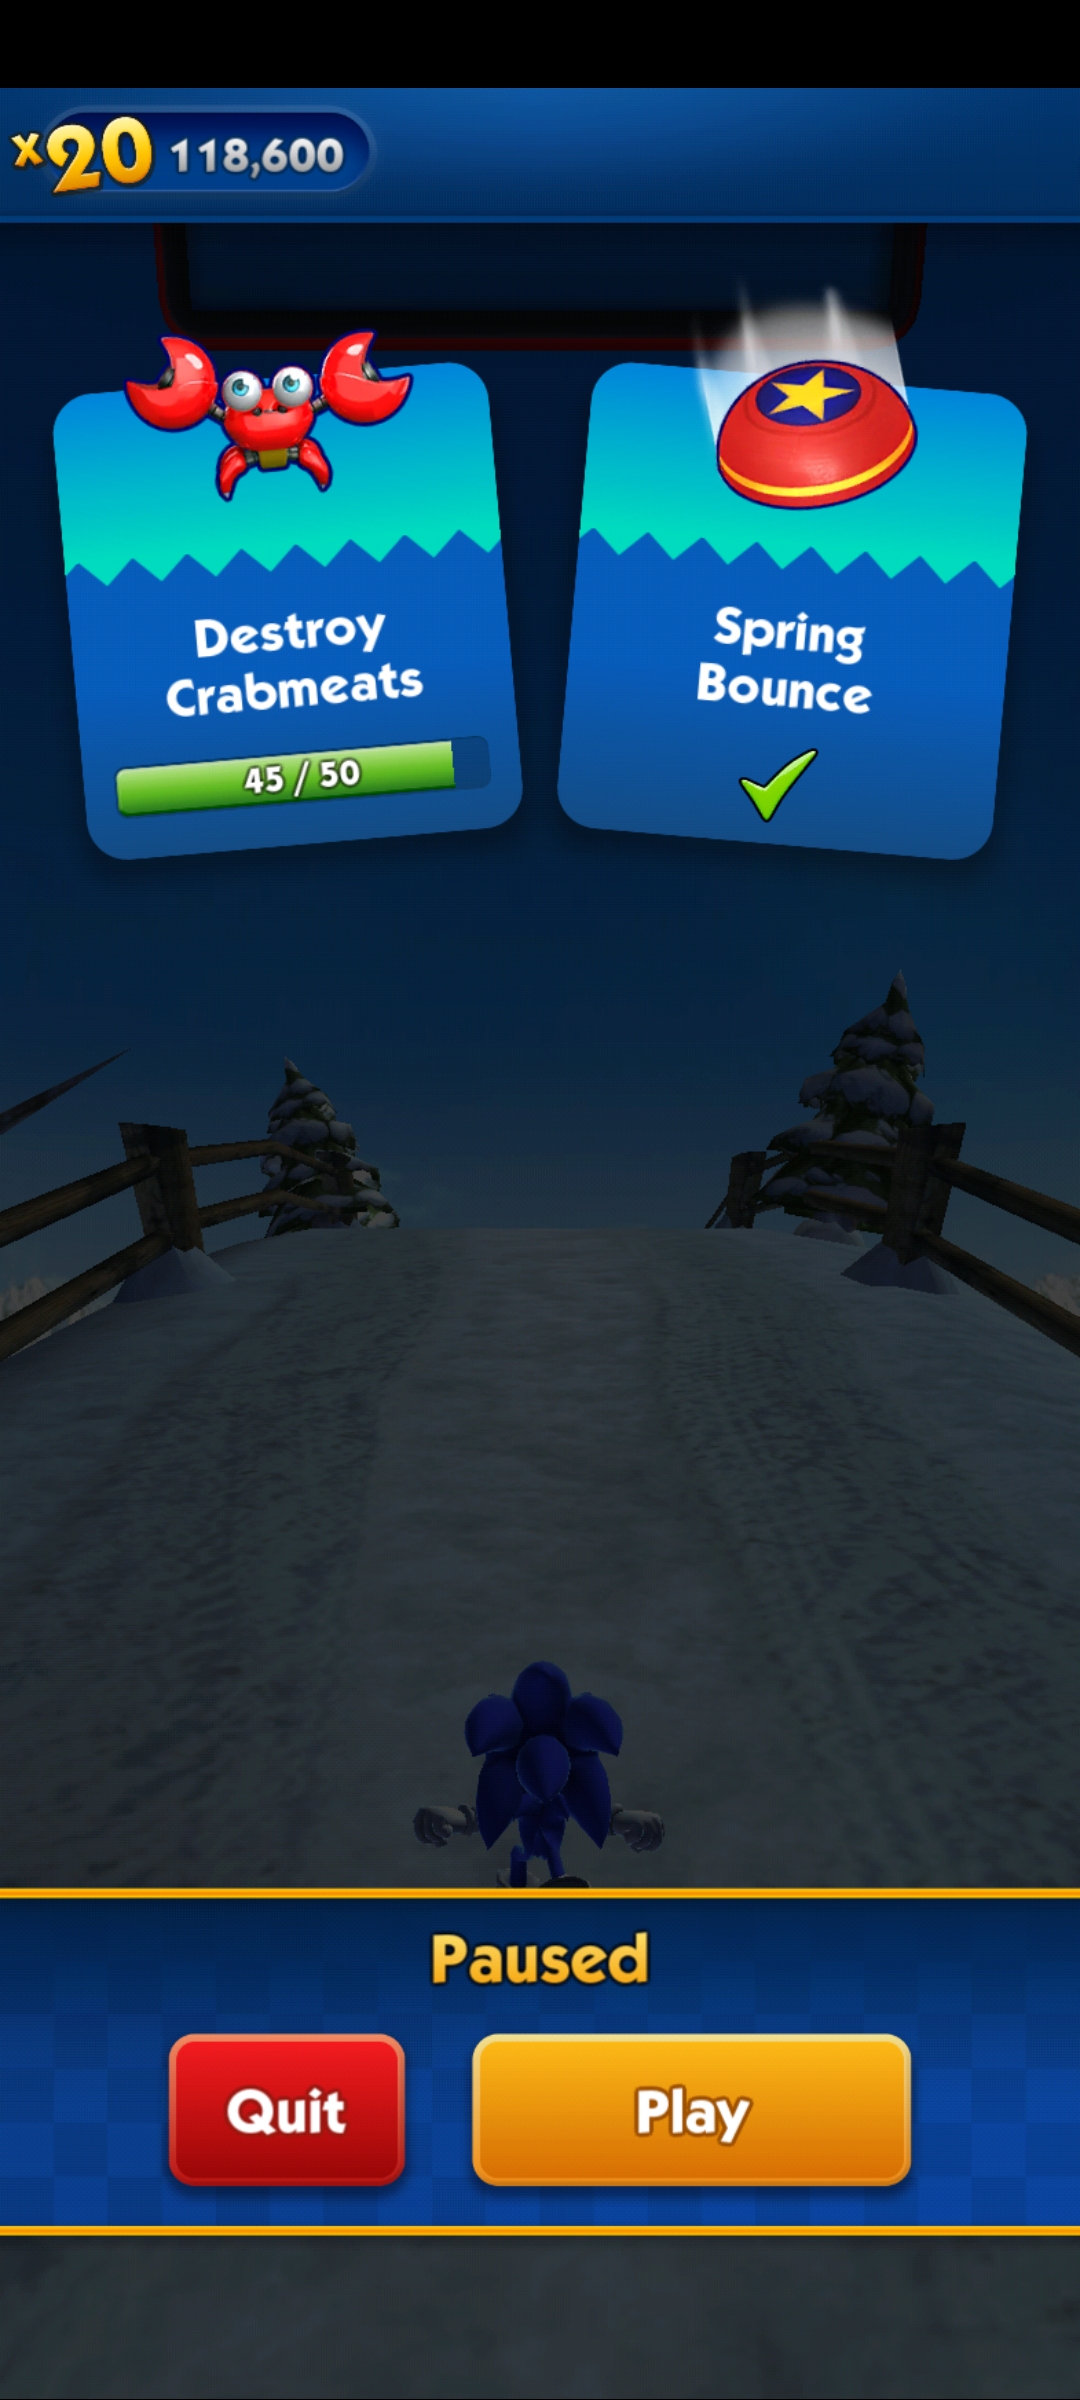 x20 118,600
Destroy
Crabmeats
45 / 50
Spring
Bounce
Paused
Quit
Play